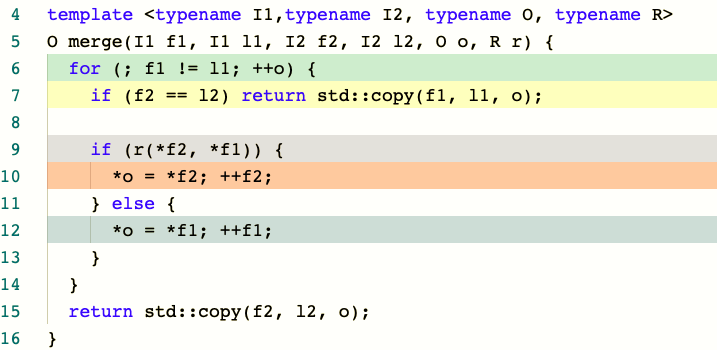 4 template <typename I1,typename I2, typename O, typename R>
5 O merge(I1 f1, I1 l1, I2 f2, I2 l2, O o, R r) {
6   for (; f1 != l1; ++o) {
7     if (f2 == l2) return std::copy(f1, l1, o);
8
9     if (r(*f2, *f1)) {
10       *o = *f2; ++f2;
11     } else {
12       *o = *f1; ++f1;
13     }
14   }
15   return std::copy(f2, l2, o);
16 }